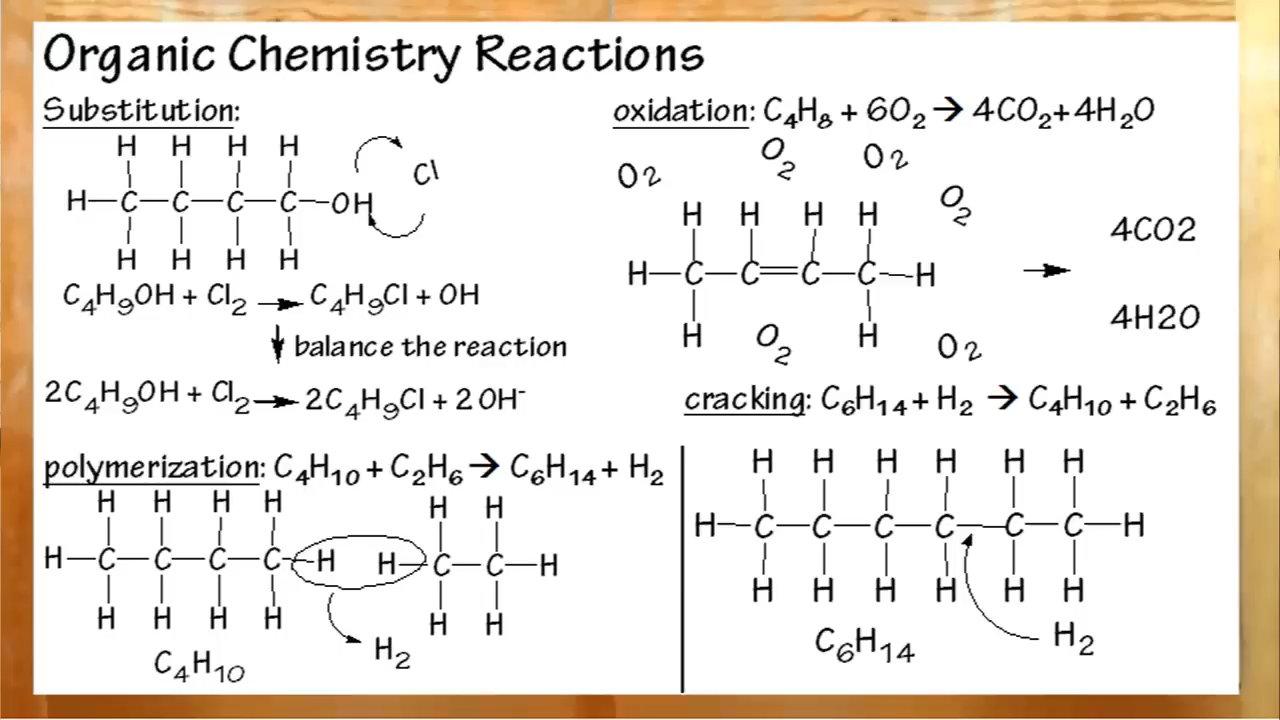 Organic Chemistry Reactions
Substitution:
H H H H
H—C—C—C—C—OH Cl
H H H H
C₄H₉OH + Cl₂ → C₄H₉Cl + OH
↓ balance the reaction
2C₄H₉OH + Cl₂ → 2C₄H₉Cl + 2OH⁻
oxidation: C₄H₈ + 6O₂ → 4CO₂+4H₂O
O₂ O₂ O₂ O₂
H H H H
H—C—C=C—C—H → 4CO2
H H 4H2O
O₂ O₂
polymerization: C₄H₁₀ + C₂H₆ → C₆H₁₄ + H₂
H H H H H H
H—C—C—C—C—H H—C—C—H
H H H H H H
H₂
C₄H₁₀
cracking: C₆H₁₄ + H₂ → C₄H₁₀ + C₂H₆
H H H H H H
H—C—C—C—C—C—C—H
H H H H H H
C₆H₁₄ H₂